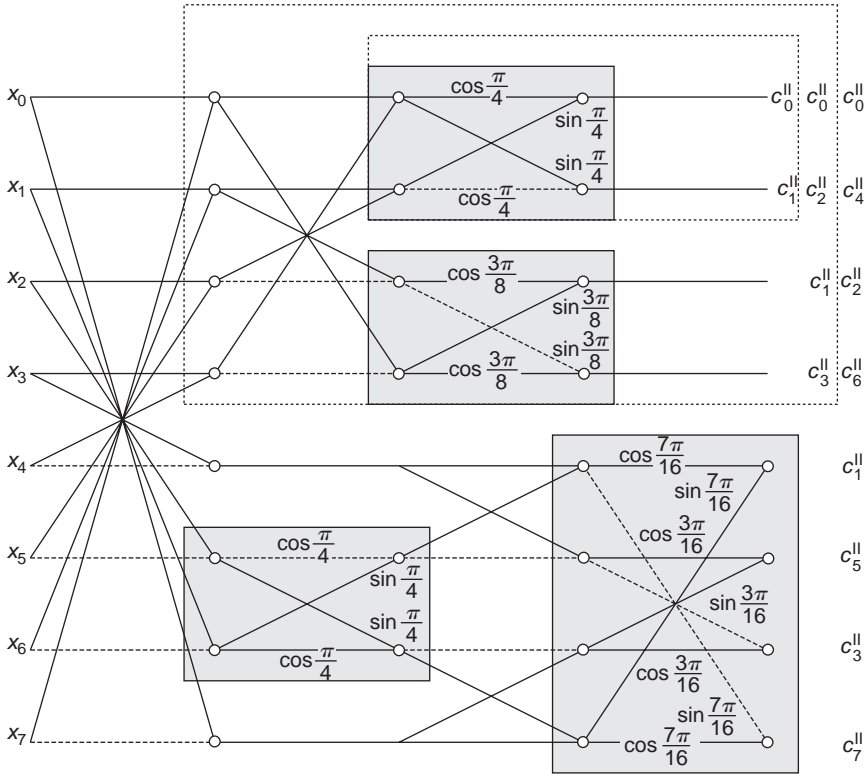 x₀ cos π/4 c₀ᴵᴵ c₀ᴵᴵ c₀ᴵᴵ
sin π/4
sin π/4
x₁ cos π/4 c₁ᴵᴵ c₂ᴵᴵ c₄ᴵᴵ
x₂ cos 3π/8 c₁ᴵᴵ c₂ᴵᴵ
sin 3π/8
sin 3π/8
x₃ cos 3π/8 c₃ᴵᴵ c₆ᴵᴵ
x₄ cos 7π/16 c₁ᴵᴵ
sin 7π/16
x₅ cos π/4 cos 3π/16 c₅ᴵᴵ
sin π/4
sin 3π/16
sin π/4
x₆ cos π/4 cos 3π/16 c₃ᴵᴵ
sin 7π/16
x₇ cos 7π/16 c₇ᴵᴵ